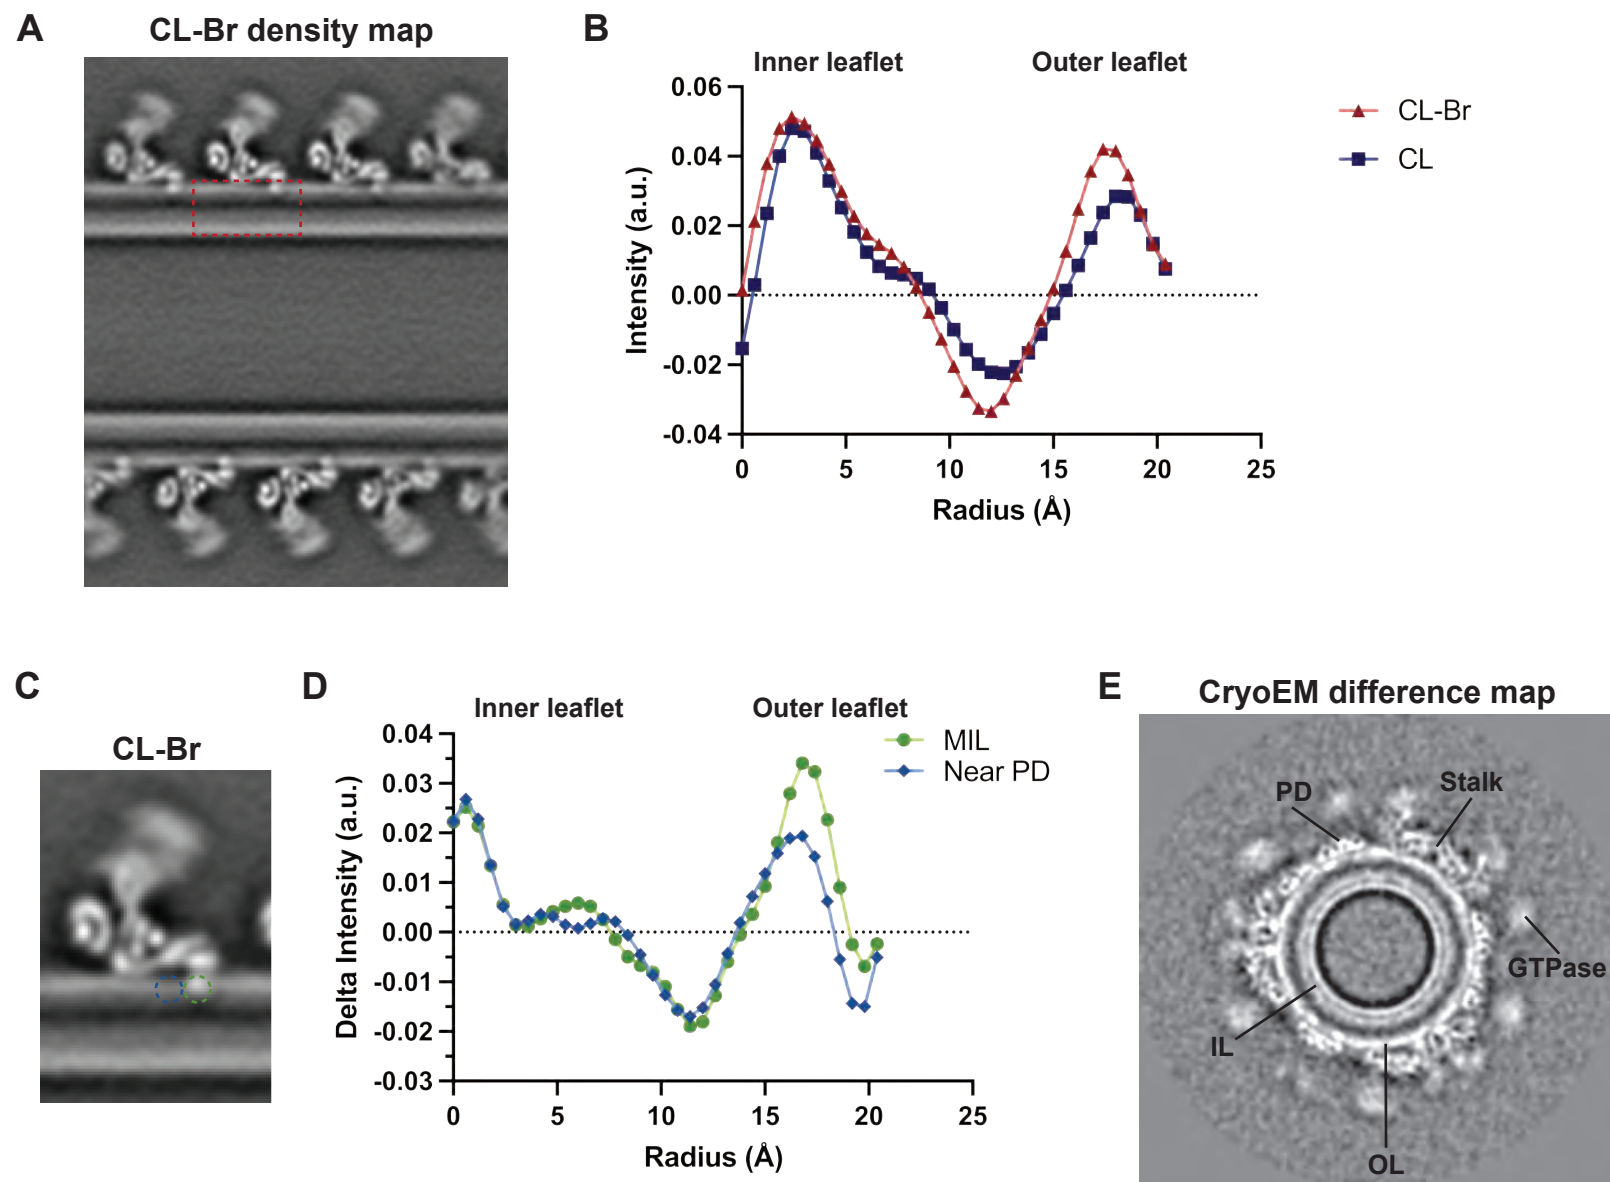 A
CL-Br density map
B
Inner leaflet
Outer leaflet
0.06
0.04
0.02
0.00
-0.02
-0.04
Intensity (a.u.)
0
5
10
15
20
25
Radius (Å)
CL-Br
CL
C
CL-Br
D
Inner leaflet
Outer leaflet
0.04
0.03
0.02
0.01
0.00
-0.01
-0.02
-0.03
Delta Intensity (a.u.)
0
5
10
15
20
25
Radius (Å)
MIL
Near PD
E
CryoEM difference map
PD
Stalk
GTPase
IL
OL